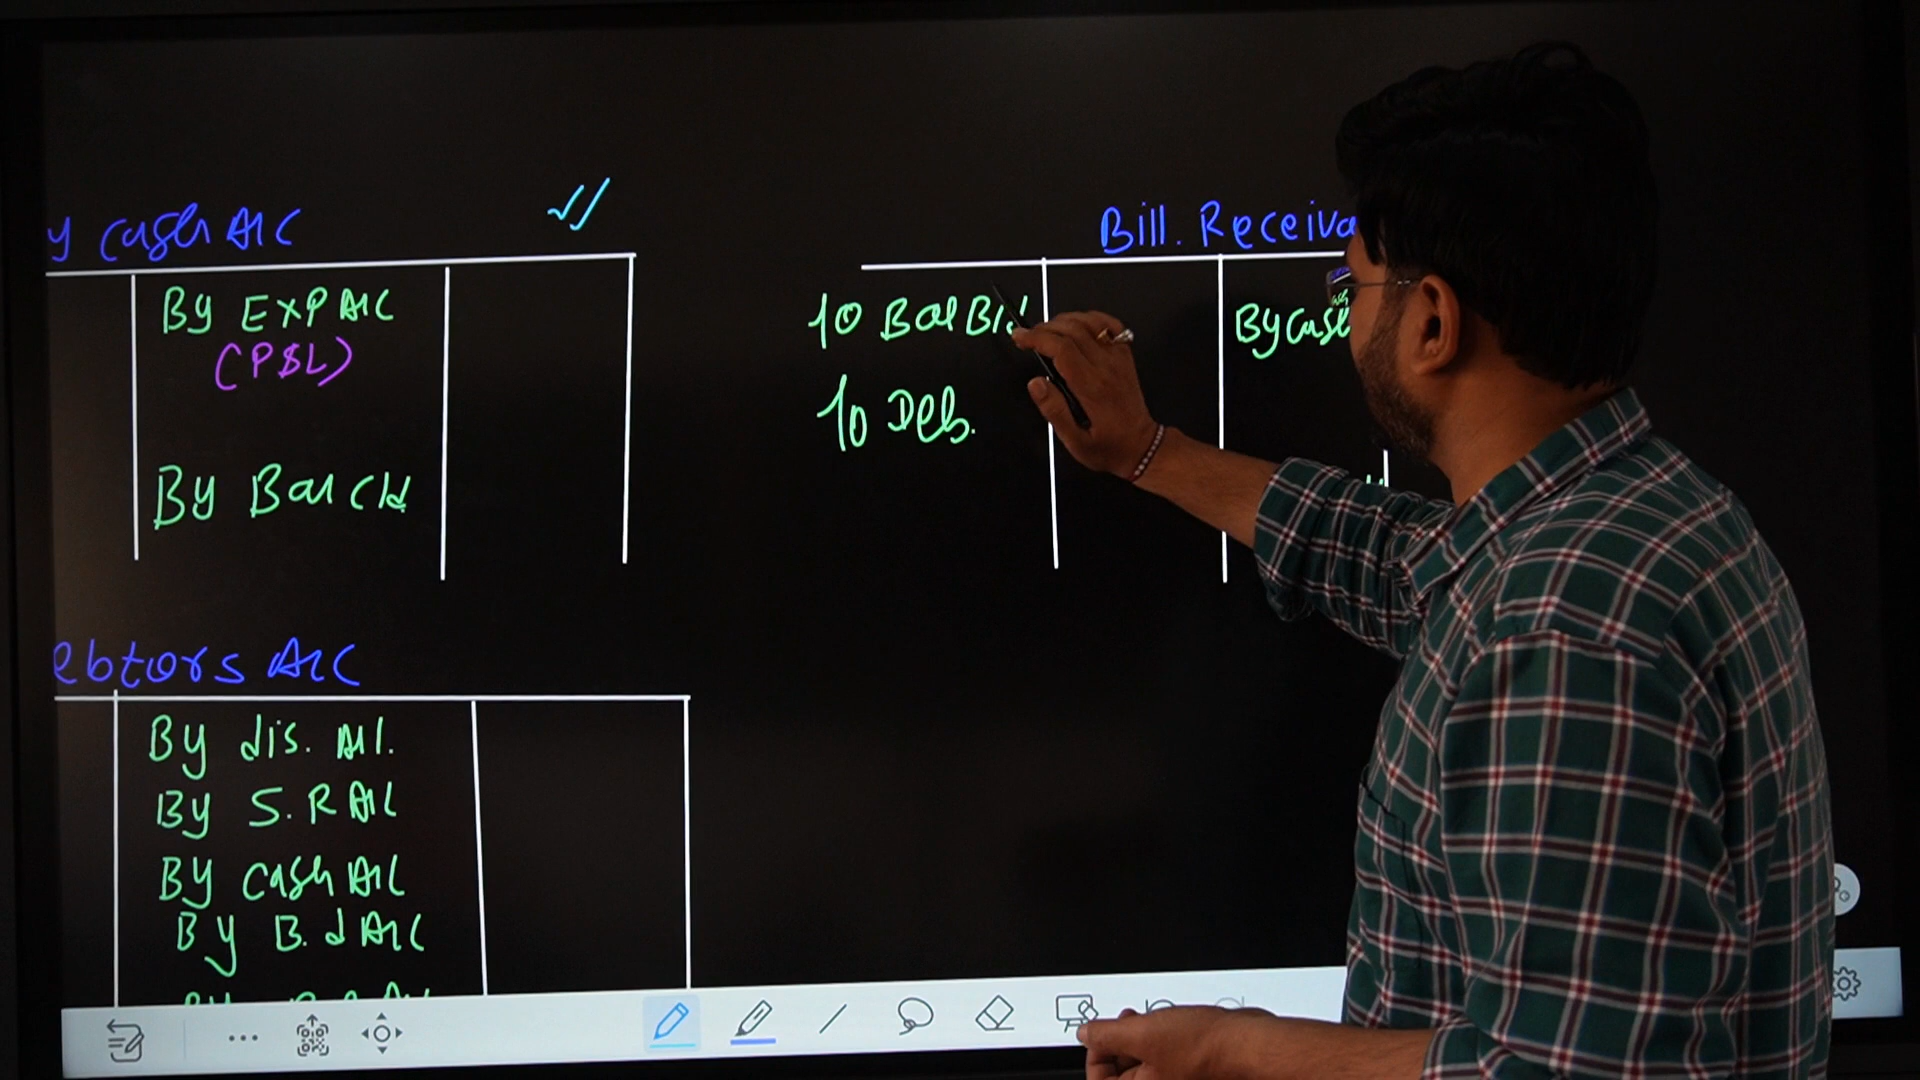 y Cash A/C
By EXP A/C
(P&L)
By Bal C/d
Bill. Receiva
To Bal B/d
To Deb.
By Cash
ebtors A/C
By dis. A/C.
By S.R A/C
By Cash A/C
By B.d A/C